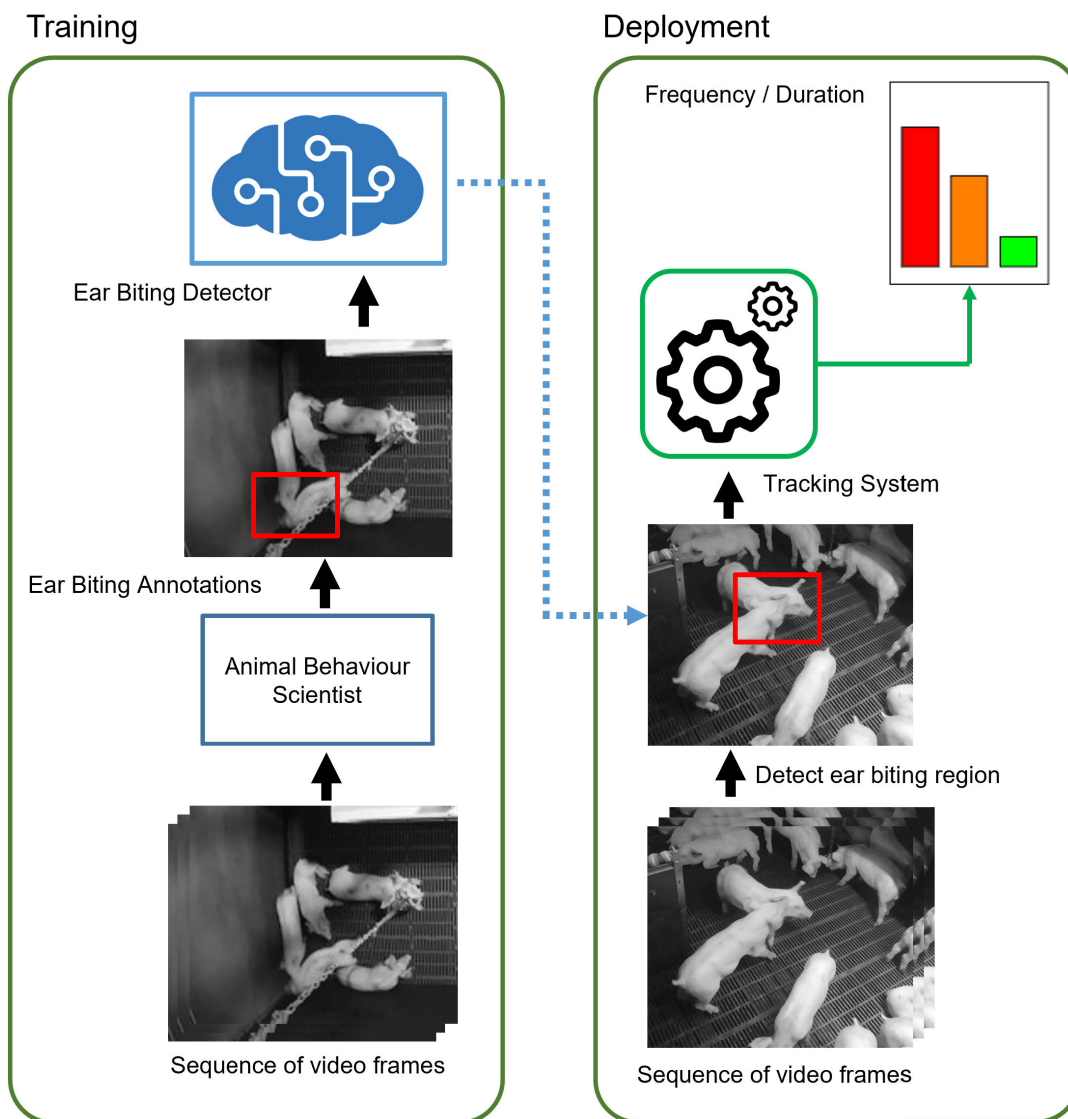 Training
Ear Biting Detector
Ear Biting Annotations
Animal Behaviour
Scientist
Sequence of video frames
Deployment
Frequency / Duration
Tracking System
Detect ear biting region
Sequence of video frames